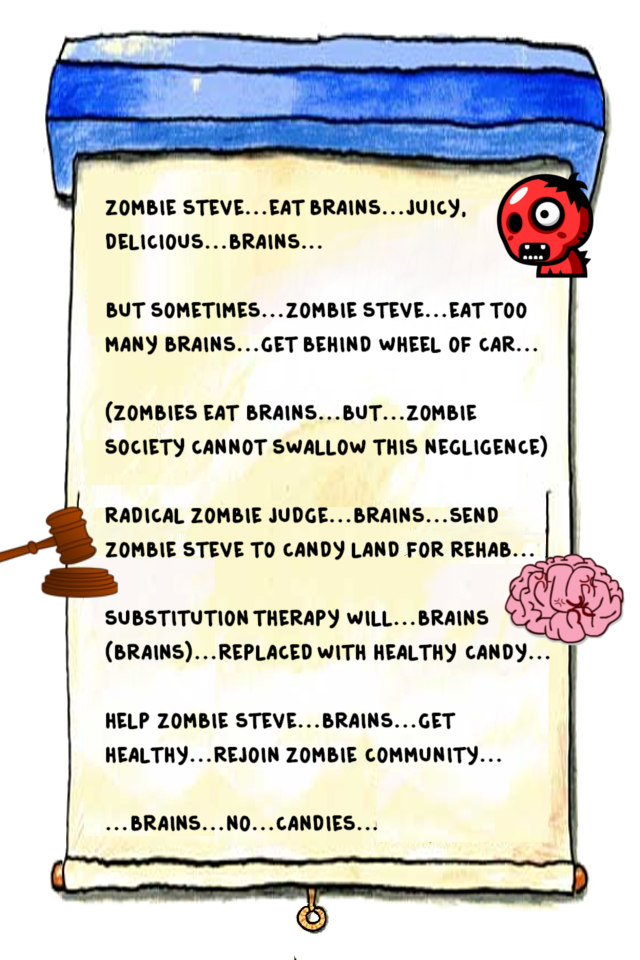 ZOMBIE STEVE...EAT BRAINS...JUICY,
DELICIOUS...BRAINS...
BUT SOMETIMES...ZOMBIE STEVE...EAT TOO
MANY BRAINS...GET BEHIND WHEEL OF CAR...
(ZOMBIES EAT BRAINS...BUT...ZOMBIE
SOCIETY CANNOT SWALLOW THIS NEGLIGENCE)
RADICAL ZOMBIE JUDGE...BRAINS...SEND
ZOMBIE STEVE TO CANDY LAND FOR REHAB...
SUBSTITUTION THERAPY WILL...BRAINS
(BRAINS)...REPLACED WITH HEALTHY CANDY...
HELP ZOMBIE STEVE...BRAINS...GET
HEALTHY...REJOIN ZOMBIE COMMUNITY...
...BRAINS...NO...CANDIES...